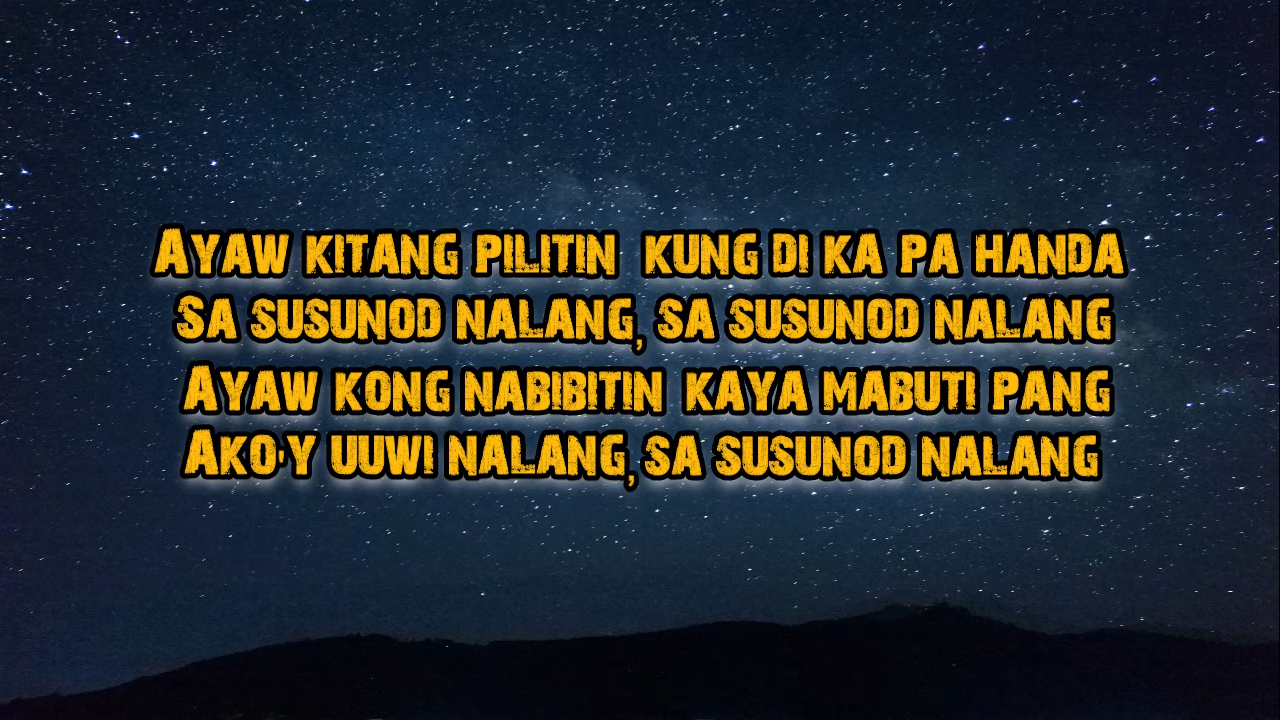 Ayaw kitang pilitin kung di ka pa handa
Sa susunod nalang, sa susunod nalang
Ayaw kong nabibitin kaya mabuti pang
Ako'y uuwi nalang, sa susunod nalang